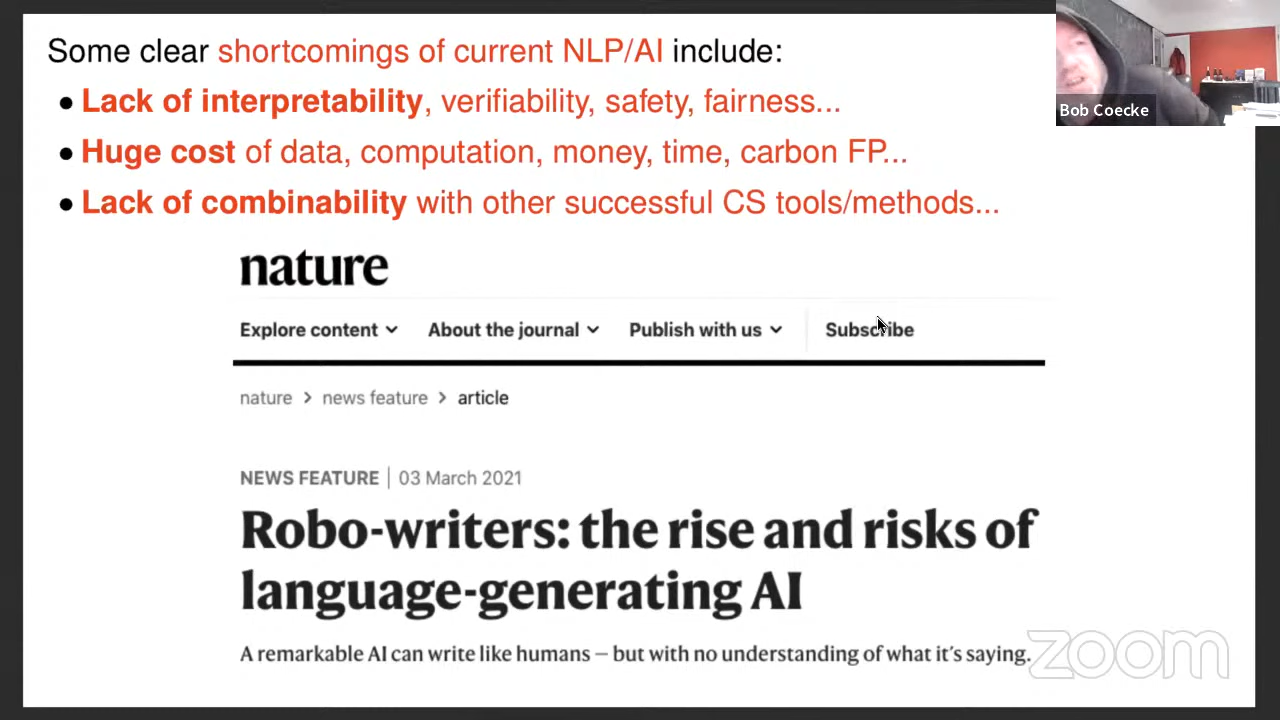 Some clear shortcomings of current NLP/AI include:
• Lack of interpretability, verifiability, safety, fairness...
• Huge cost of data, computation, money, time, carbon FP...
• Lack of combinability with other successful CS tools/methods...
Bob Coecke
nature
Explore content About the journal Publish with us Subscribe
nature > news feature > article
NEWS FEATURE | 03 March 2021
Robo-writers: the rise and risks of
language-generating AI
A remarkable AI can write like humans — but with no understanding of what it's saying.
zoom